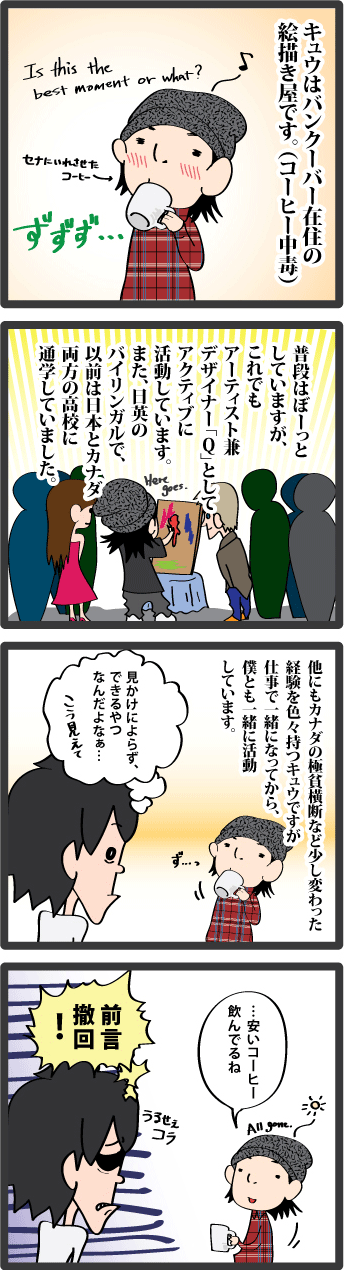 キュウはバンクーバー在住の
絵描き屋です。（コーヒー中毒）
Is this the
best moment or what?
セナにいれさせた
コーヒー→
ずずず…
普段はぼーっと
していますが、
これでも
アーティスト兼
デザイナー「Q」として
アクティブに
活動しています。
また、日英の
バイリンガルで、
以前は日本とカナダ
両方の高校に
通学していました。
Here
goes.
他にもカナダの極貧横断など少し変わった
経験を色々持つキュウですが
仕事で一緒になってから、
僕とも一緒に活動
しています。
見かけによらず、
できるやつ
なんだよなぁ…
こう見えて
ず…っ
…安いコーヒー
飲んでるね
All gone.
前言
撤回
！
うるせぇ
コラ